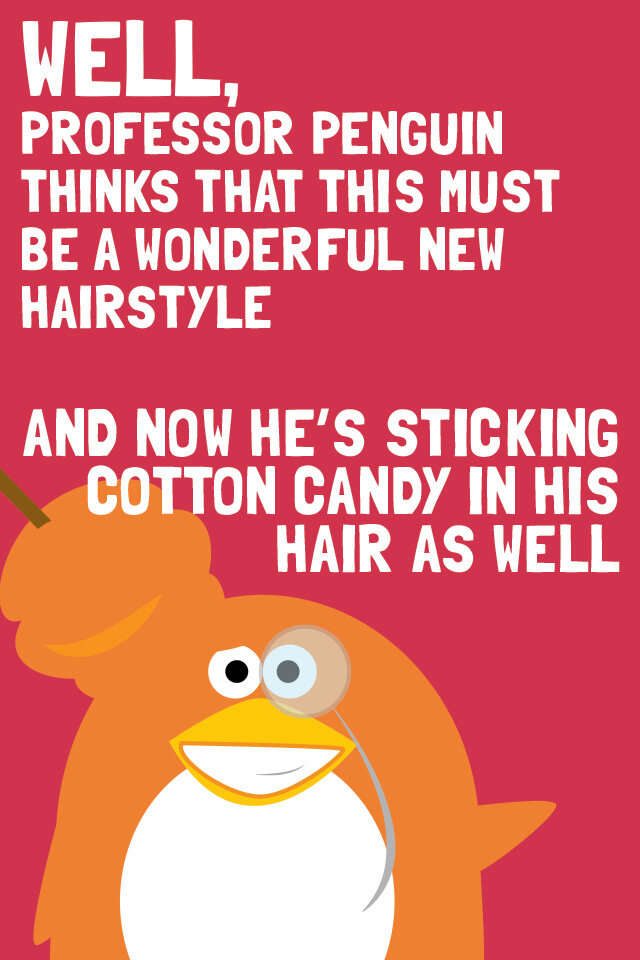 WELL,
PROFESSOR PENGUIN
THINKS THAT THIS MUST
BE A WONDERFUL NEW
HAIRSTYLE
AND NOW HE'S STICKING
COTTON CANDY IN HIS
HAIR AS WELL